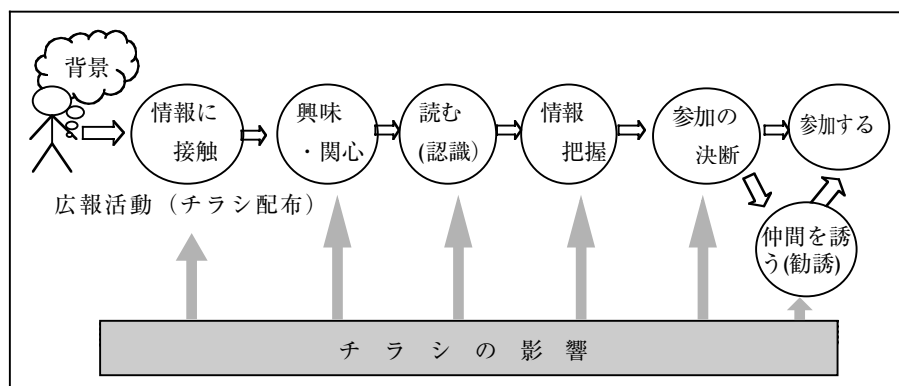 背景
情報に
接触
興味
・関心
読む
(認識）
情報
把握
参加の
決断
参加する
広報活動（チラシ配布）
仲間を誘
う(勧誘)
チラシの影響